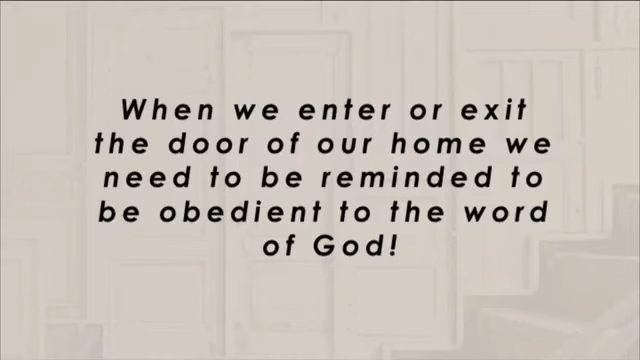 When we enter or exit
the door of our home we
need to be reminded to
be obedient to the word
of God!